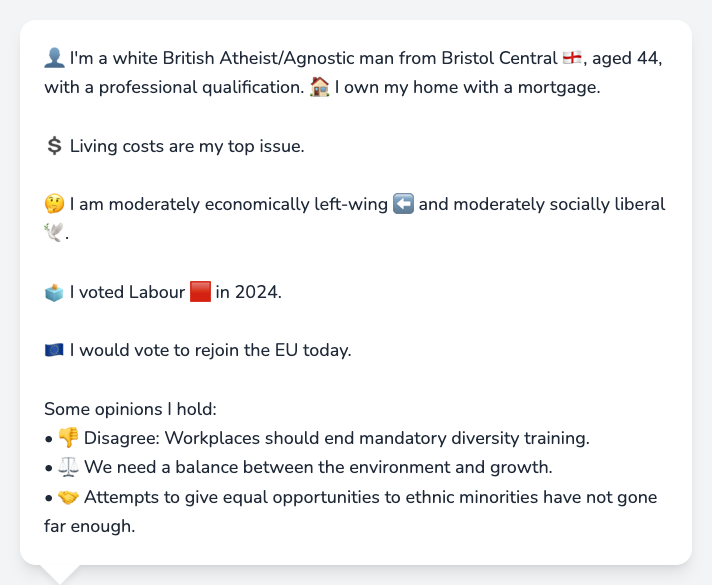 👤 I'm a white British Atheist/Agnostic man from Bristol Central 🏴󠁧󠁢󠁥󠁮󠁧󠁿, aged 44,
with a professional qualification. 🏠 I own my home with a mortgage.
💲 Living costs are my top issue.
🤔 I am moderately economically left-wing ⬅️ and moderately socially liberal
🕊️.
🗳️ I voted Labour 🟥 in 2024.
🇪🇺 I would vote to rejoin the EU today.
Some opinions I hold:
• 👎 Disagree: Workplaces should end mandatory diversity training.
• ⚖️ We need a balance between the environment and growth.
• 🤝 Attempts to give equal opportunities to ethnic minorities have not gone
far enough.